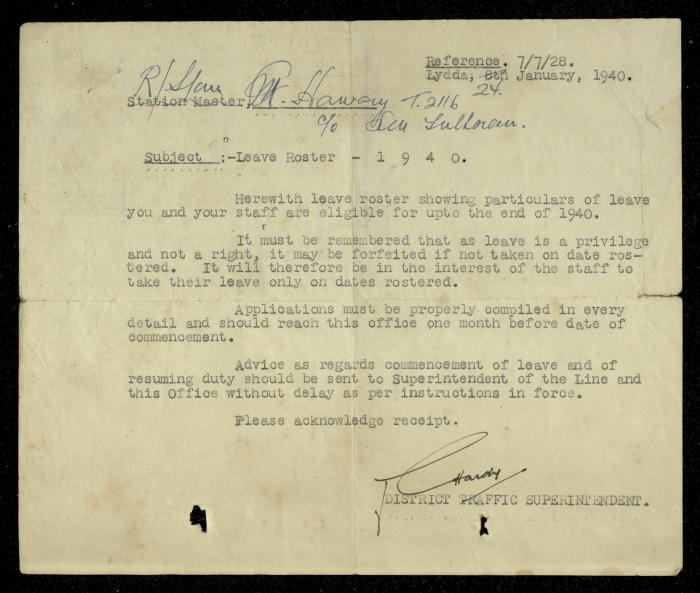 Reference. 7/7/28.
Lydda, 8th January, 1940.
24.
Station Master, Hawary T.2116
c/o
Subject :-Leave Roster - 1 9 4 0.
Herewith leave roster showing particulars of leave
you and your staff are eligible for upto the end of 1940.
It must be remembered that as leave is a privilege
and not a right, it may be forfeited if not taken on date ros-
tered. It will therefore be in the interest of the staff to
take their leave only on dates rostered.
Applications must be properly compiled in every
detail and should reach this office one month before date of
commencement.
Advice as regards commencement of leave and of
resuming duty should be sent to Superintendent of the Line and
this Office without delay as per instructions in force.
Please acknowledge receipt.
Hardy
DISTRICT TRAFFIC SUPERINTENDENT.